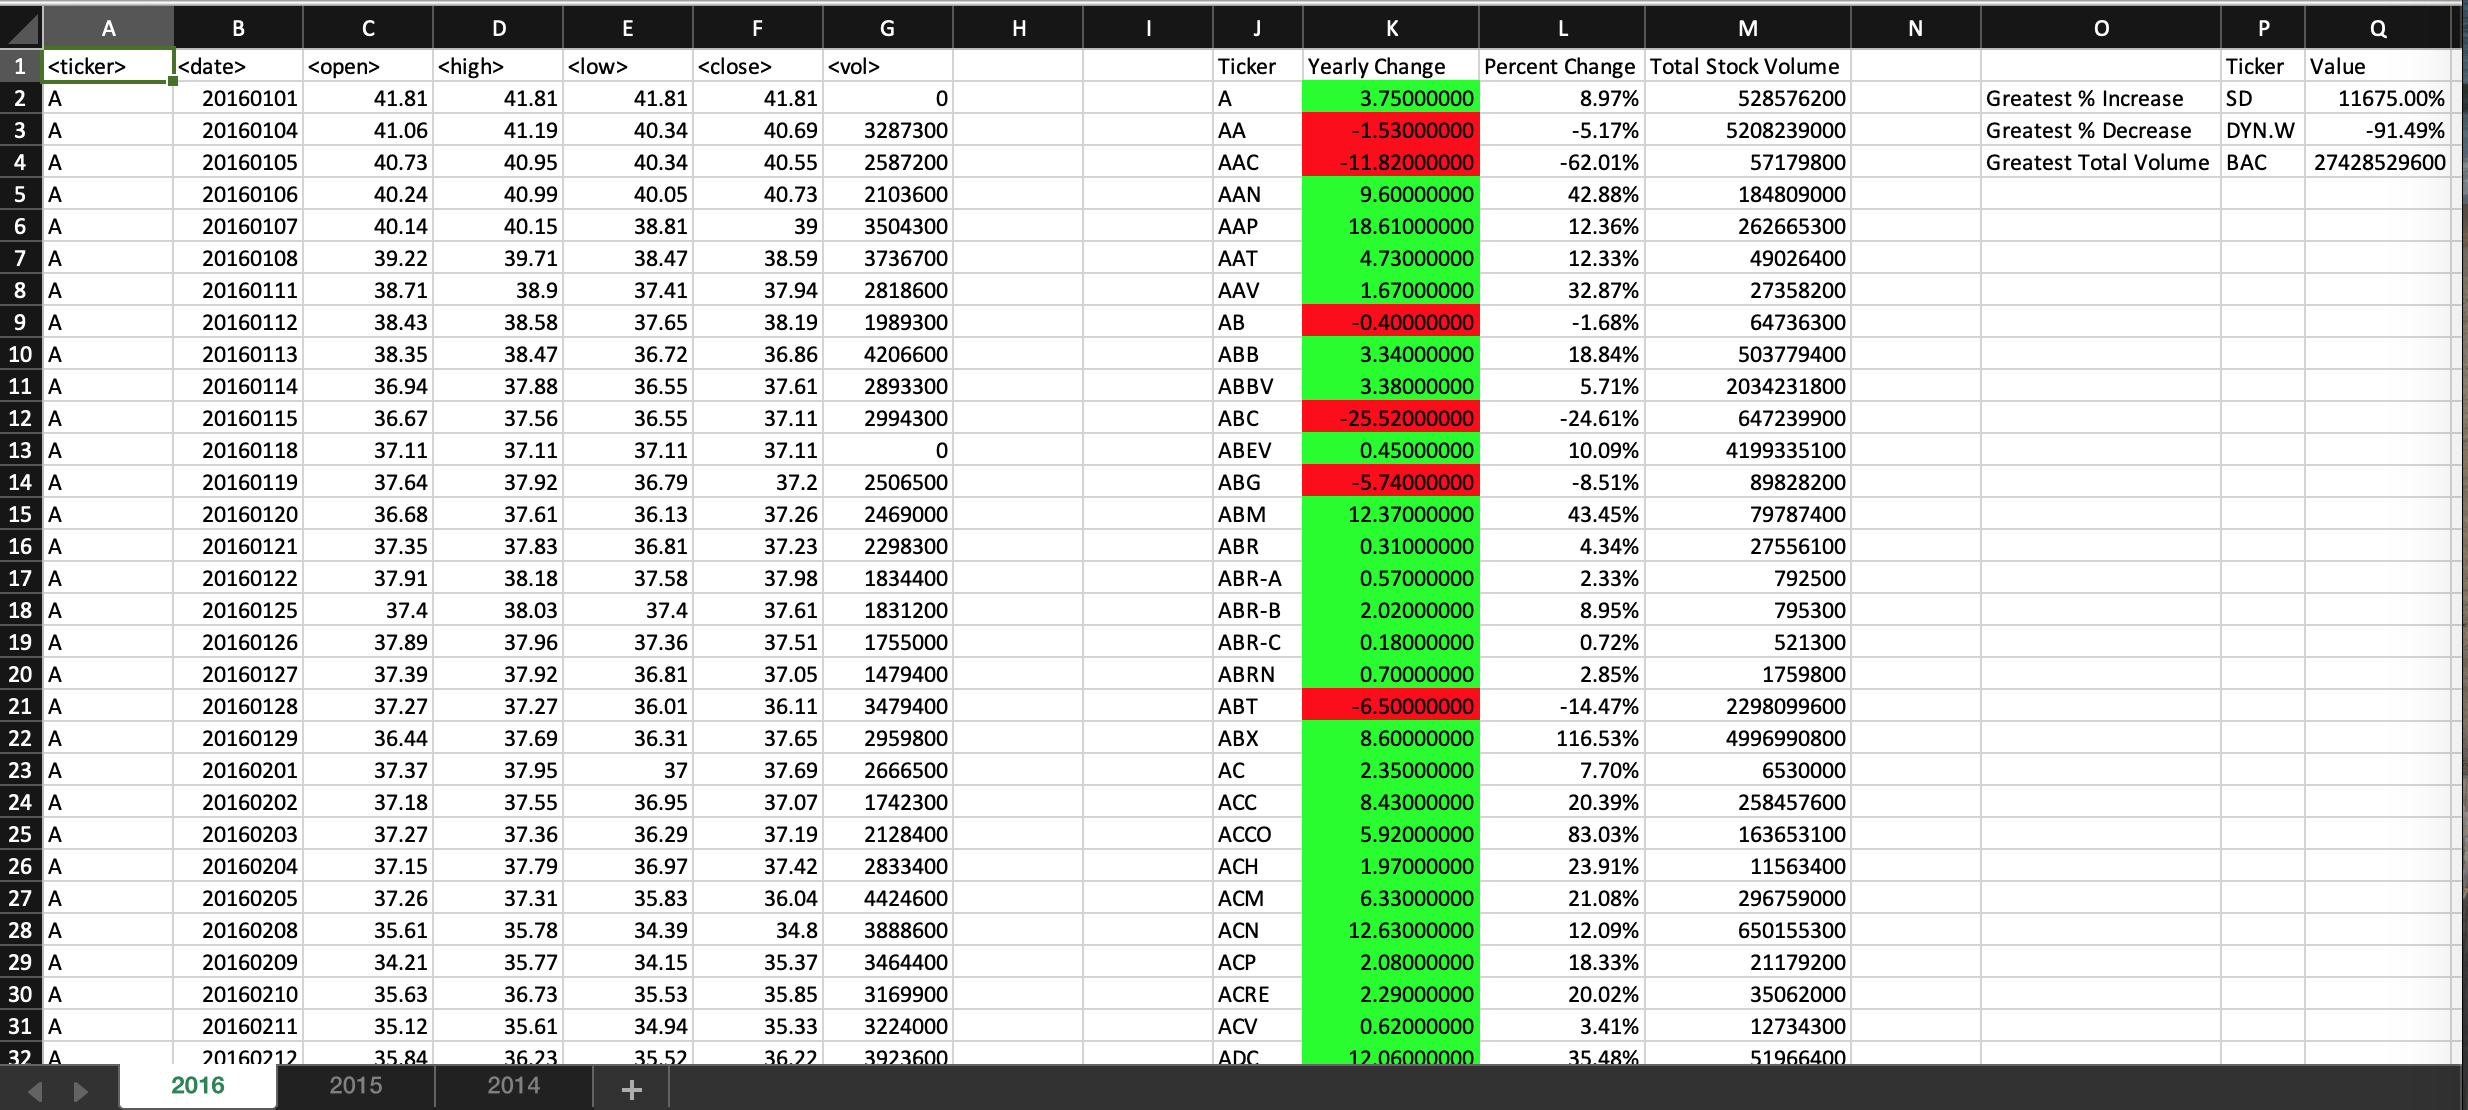 A B C D E F G H I J K L M N O P Q
1 <ticker> <date> <open> <high> <low> <close> <vol> Ticker Yearly Change Percent Change Total Stock Volume Ticker Value
2 A 20160101 41.81 41.81 41.81 41.81 0 A 3.75000000 8.97% 528576200 Greatest % Increase SD 11675.00%
3 A 20160104 41.06 41.19 40.34 40.69 3287300 AA -1.53000000 -5.17% 5208239000 Greatest % Decrease DYN.W -91.49%
4 A 20160105 40.73 40.95 40.34 40.55 2587200 AAC -11.82000000 -62.01% 57179800 Greatest Total Volume BAC 27428529600
5 A 20160106 40.24 40.99 40.05 40.73 2103600 AAN 9.60000000 42.88% 184809000
6 A 20160107 40.14 40.15 38.81 39 3504300 AAP 18.61000000 12.36% 262665300
7 A 20160108 39.22 39.71 38.47 38.59 3736700 AAT 4.73000000 12.33% 49026400
8 A 20160111 38.71 38.9 37.41 37.94 2818600 AAV 1.67000000 32.87% 27358200
9 A 20160112 38.43 38.58 37.65 38.19 1989300 AB -0.40000000 -1.68% 64736300
10 A 20160113 38.35 38.47 36.72 36.86 4206600 ABB 3.34000000 18.84% 503779400
11 A 20160114 36.94 37.88 36.55 37.61 2893300 ABBV 3.38000000 5.71% 2034231800
12 A 20160115 36.67 37.56 36.55 37.11 2994300 ABC -25.52000000 -24.61% 647239900
13 A 20160118 37.11 37.11 37.11 37.11 0 ABEV 0.45000000 10.09% 4199335100
14 A 20160119 37.64 37.92 36.79 37.2 2506500 ABG -5.74000000 -8.51% 89828200
15 A 20160120 36.68 37.61 36.13 37.26 2469000 ABM 12.37000000 43.45% 79787400
16 A 20160121 37.35 37.83 36.81 37.23 2298300 ABR 0.31000000 4.34% 27556100
17 A 20160122 37.91 38.18 37.58 37.98 1834400 ABR-A 0.57000000 2.33% 792500
18 A 20160125 37.4 38.03 37.4 37.61 1831200 ABR-B 2.02000000 8.95% 795300
19 A 20160126 37.89 37.96 37.36 37.51 1755000 ABR-C 0.18000000 0.72% 521300
20 A 20160127 37.39 37.92 36.81 37.05 1479400 ABRN 0.70000000 2.85% 1759800
21 A 20160128 37.27 37.27 36.01 36.11 3479400 ABT -6.50000000 -14.47% 2298099600
22 A 20160129 36.44 37.69 36.31 37.65 2959800 ABX 8.60000000 116.53% 4996990800
23 A 20160201 37.37 37.95 37 37.69 2666500 AC 2.35000000 7.70% 6530000
24 A 20160202 37.18 37.55 36.95 37.07 1742300 ACC 8.43000000 20.39% 258457600
25 A 20160203 37.27 37.36 36.29 37.19 2128400 ACCO 5.92000000 83.03% 163653100
26 A 20160204 37.15 37.79 36.97 37.42 2833400 ACH 1.97000000 23.91% 11563400
27 A 20160205 37.26 37.31 35.83 36.04 4424600 ACM 6.33000000 21.08% 296759000
28 A 20160208 35.61 35.78 34.39 34.8 3888600 ACN 12.63000000 12.09% 650155300
29 A 20160209 34.21 35.77 34.15 35.37 3464400 ACP 2.08000000 18.33% 21179200
30 A 20160210 35.63 36.73 35.53 35.85 3169900 ACRE 2.29000000 20.02% 35062000
31 A 20160211 35.12 35.61 34.94 35.33 3224000 ACV 0.62000000 3.41% 12734300
32 A 20160212 35.84 36.23 35.52 36.22 3923600 ADC 12.06000000 35.48% 51966400
2016 2015 2014 +